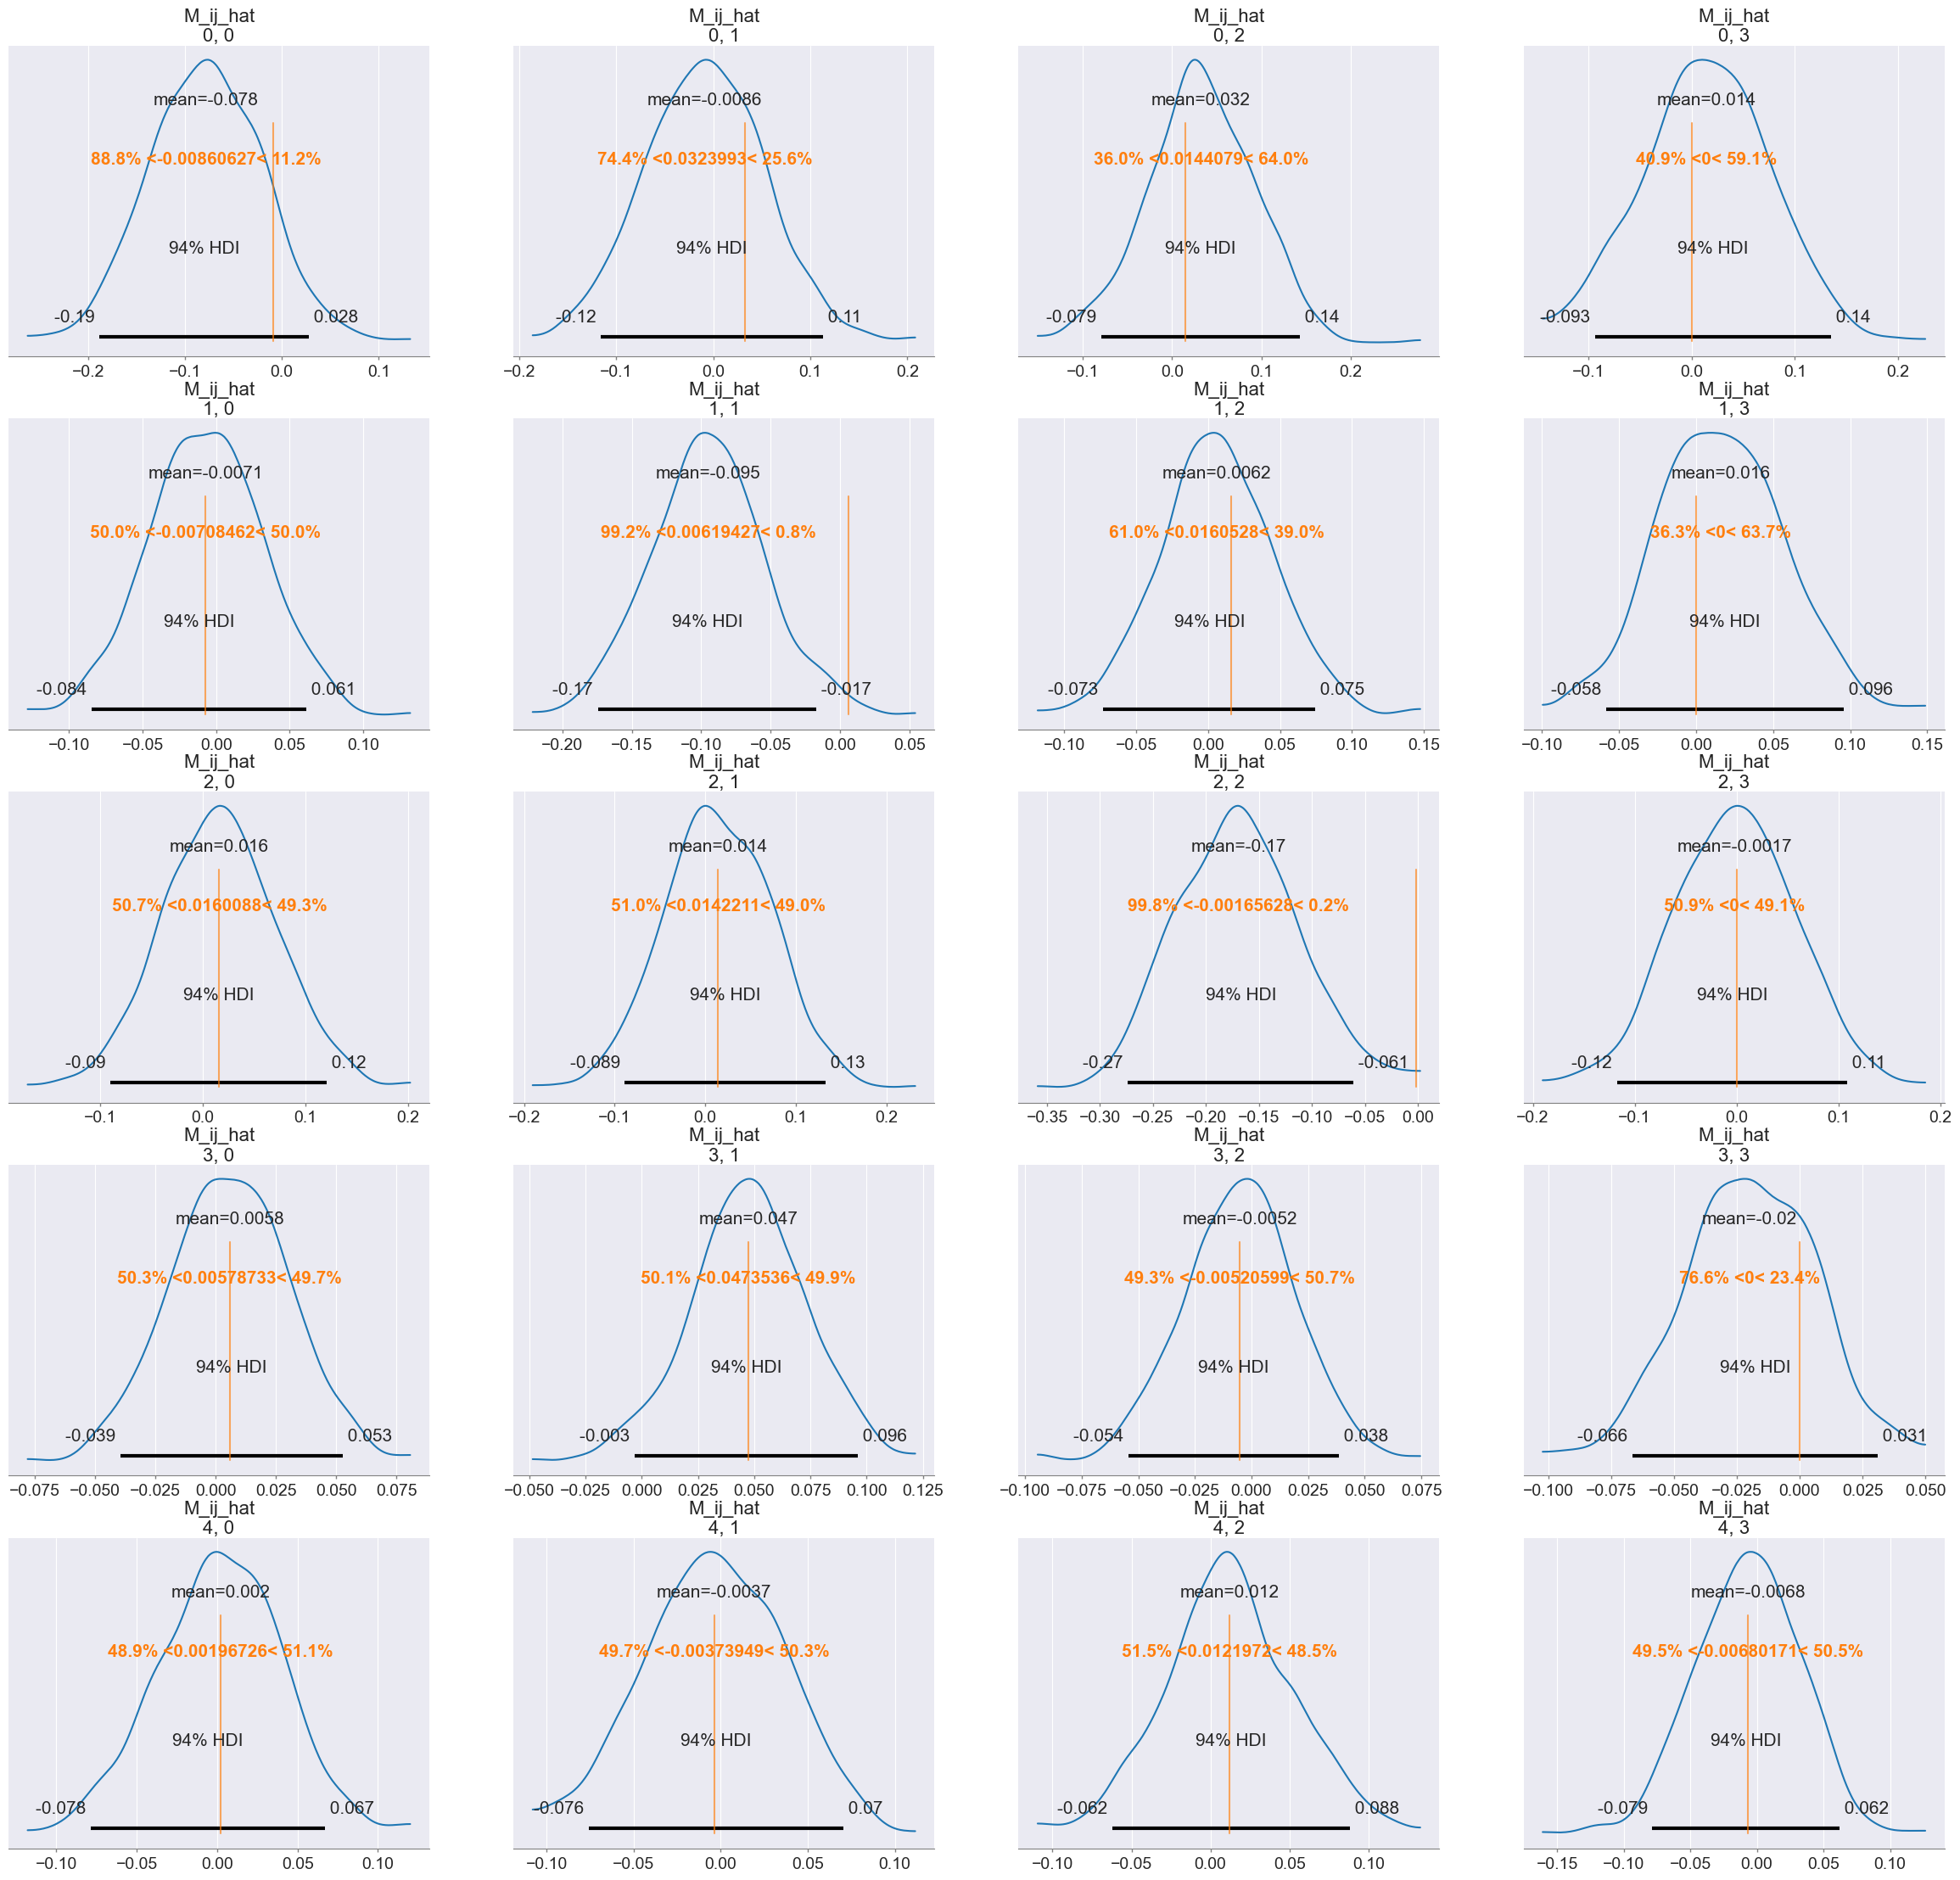 M_ij_hat M_ij_hat M_ij_hat M_ij_hat
0, 0 0, 1 0, 2 0, 3
mean=-0.078 mean=-0.0086 mean=0.032 mean=0.014
88.8% <-0.00860627< 11.2% 74.4% <0.0323993< 25.6% 36.0% <0.0144079< 64.0% 40.9% <0< 59.1%
94% HDI 94% HDI 94% HDI 94% HDI
-0.19 0.028 -0.12 0.11 -0.079 0.14 -0.093 0.14
−0.2 −0.1 0.0 0.1 −0.2 −0.1 0.0 0.1 0.2 −0.1 0.0 0.1 0.2 −0.1 0.0 0.1 0.2
M_ij_hat M_ij_hat M_ij_hat M_ij_hat
1, 0 1, 1 1, 2 1, 3
mean=-0.0071 mean=-0.095 mean=0.0062 mean=0.016
50.0% <-0.00708462< 50.0% 99.2% <0.00619427< 0.8% 61.0% <0.0160528< 39.0% 36.3% <0< 63.7%
94% HDI 94% HDI 94% HDI 94% HDI
-0.084 0.061 -0.17 -0.017 -0.073 0.075 -0.058 0.096
−0.10 −0.05 0.00 0.05 0.10 −0.20 −0.15 −0.10 −0.05 0.00 0.05 −0.10 −0.05 0.00 0.05 0.10 0.15 −0.10 −0.05 0.00 0.05 0.10 0.15
M_ij_hat M_ij_hat M_ij_hat M_ij_hat
2, 0 2, 1 2, 2 2, 3
mean=0.016 mean=0.014 mean=-0.17 mean=-0.0017
50.7% <0.0160088< 49.3% 51.0% <0.0142211< 49.0% 99.8% <-0.00165628< 0.2% 50.9% <0< 49.1%
94% HDI 94% HDI 94% HDI 94% HDI
-0.09 0.12 -0.089 0.13 -0.27 -0.061 -0.12 0.11
−0.1 0.0 0.1 0.2 −0.2 −0.1 0.0 0.1 0.2 −0.35 −0.30 −0.25 −0.20 −0.15 −0.10 −0.05 0.00 −0.2 −0.1 0.0 0.1 0.2
M_ij_hat M_ij_hat M_ij_hat M_ij_hat
3, 0 3, 1 3, 2 3, 3
mean=0.0058 mean=0.047 mean=-0.0052 mean=-0.02
50.3% <0.00578733< 49.7% 50.1% <0.0473536< 49.9% 49.3% <-0.00520599< 50.7% 76.6% <0< 23.4%
94% HDI 94% HDI 94% HDI 94% HDI
-0.039 0.053 -0.003 0.096 -0.054 0.038 -0.066 0.031
−0.075 −0.050 −0.025 0.000 0.025 0.050 0.075 −0.050 −0.025 0.000 0.025 0.050 0.075 0.100 0.125 −0.100 −0.075 −0.050 −0.025 0.000 0.025 0.050 0.075 −0.100 −0.075 −0.050 −0.025 0.000 0.025 0.050
M_ij_hat M_ij_hat M_ij_hat M_ij_hat
4, 0 4, 1 4, 2 4, 3
mean=0.002 mean=-0.0037 mean=0.012 mean=-0.0068
48.9% <0.00196726< 51.1% 49.7% <-0.00373949< 50.3% 51.5% <0.0121972< 48.5% 49.5% <-0.00680171< 50.5%
94% HDI 94% HDI 94% HDI 94% HDI
-0.078 0.067 -0.076 0.07 -0.062 0.088 -0.079 0.062
−0.10 −0.05 0.00 0.05 0.10 −0.10 −0.05 0.00 0.05 0.10 −0.10 −0.05 0.00 0.05 0.10 −0.15 −0.10 −0.05 0.00 0.05 0.10